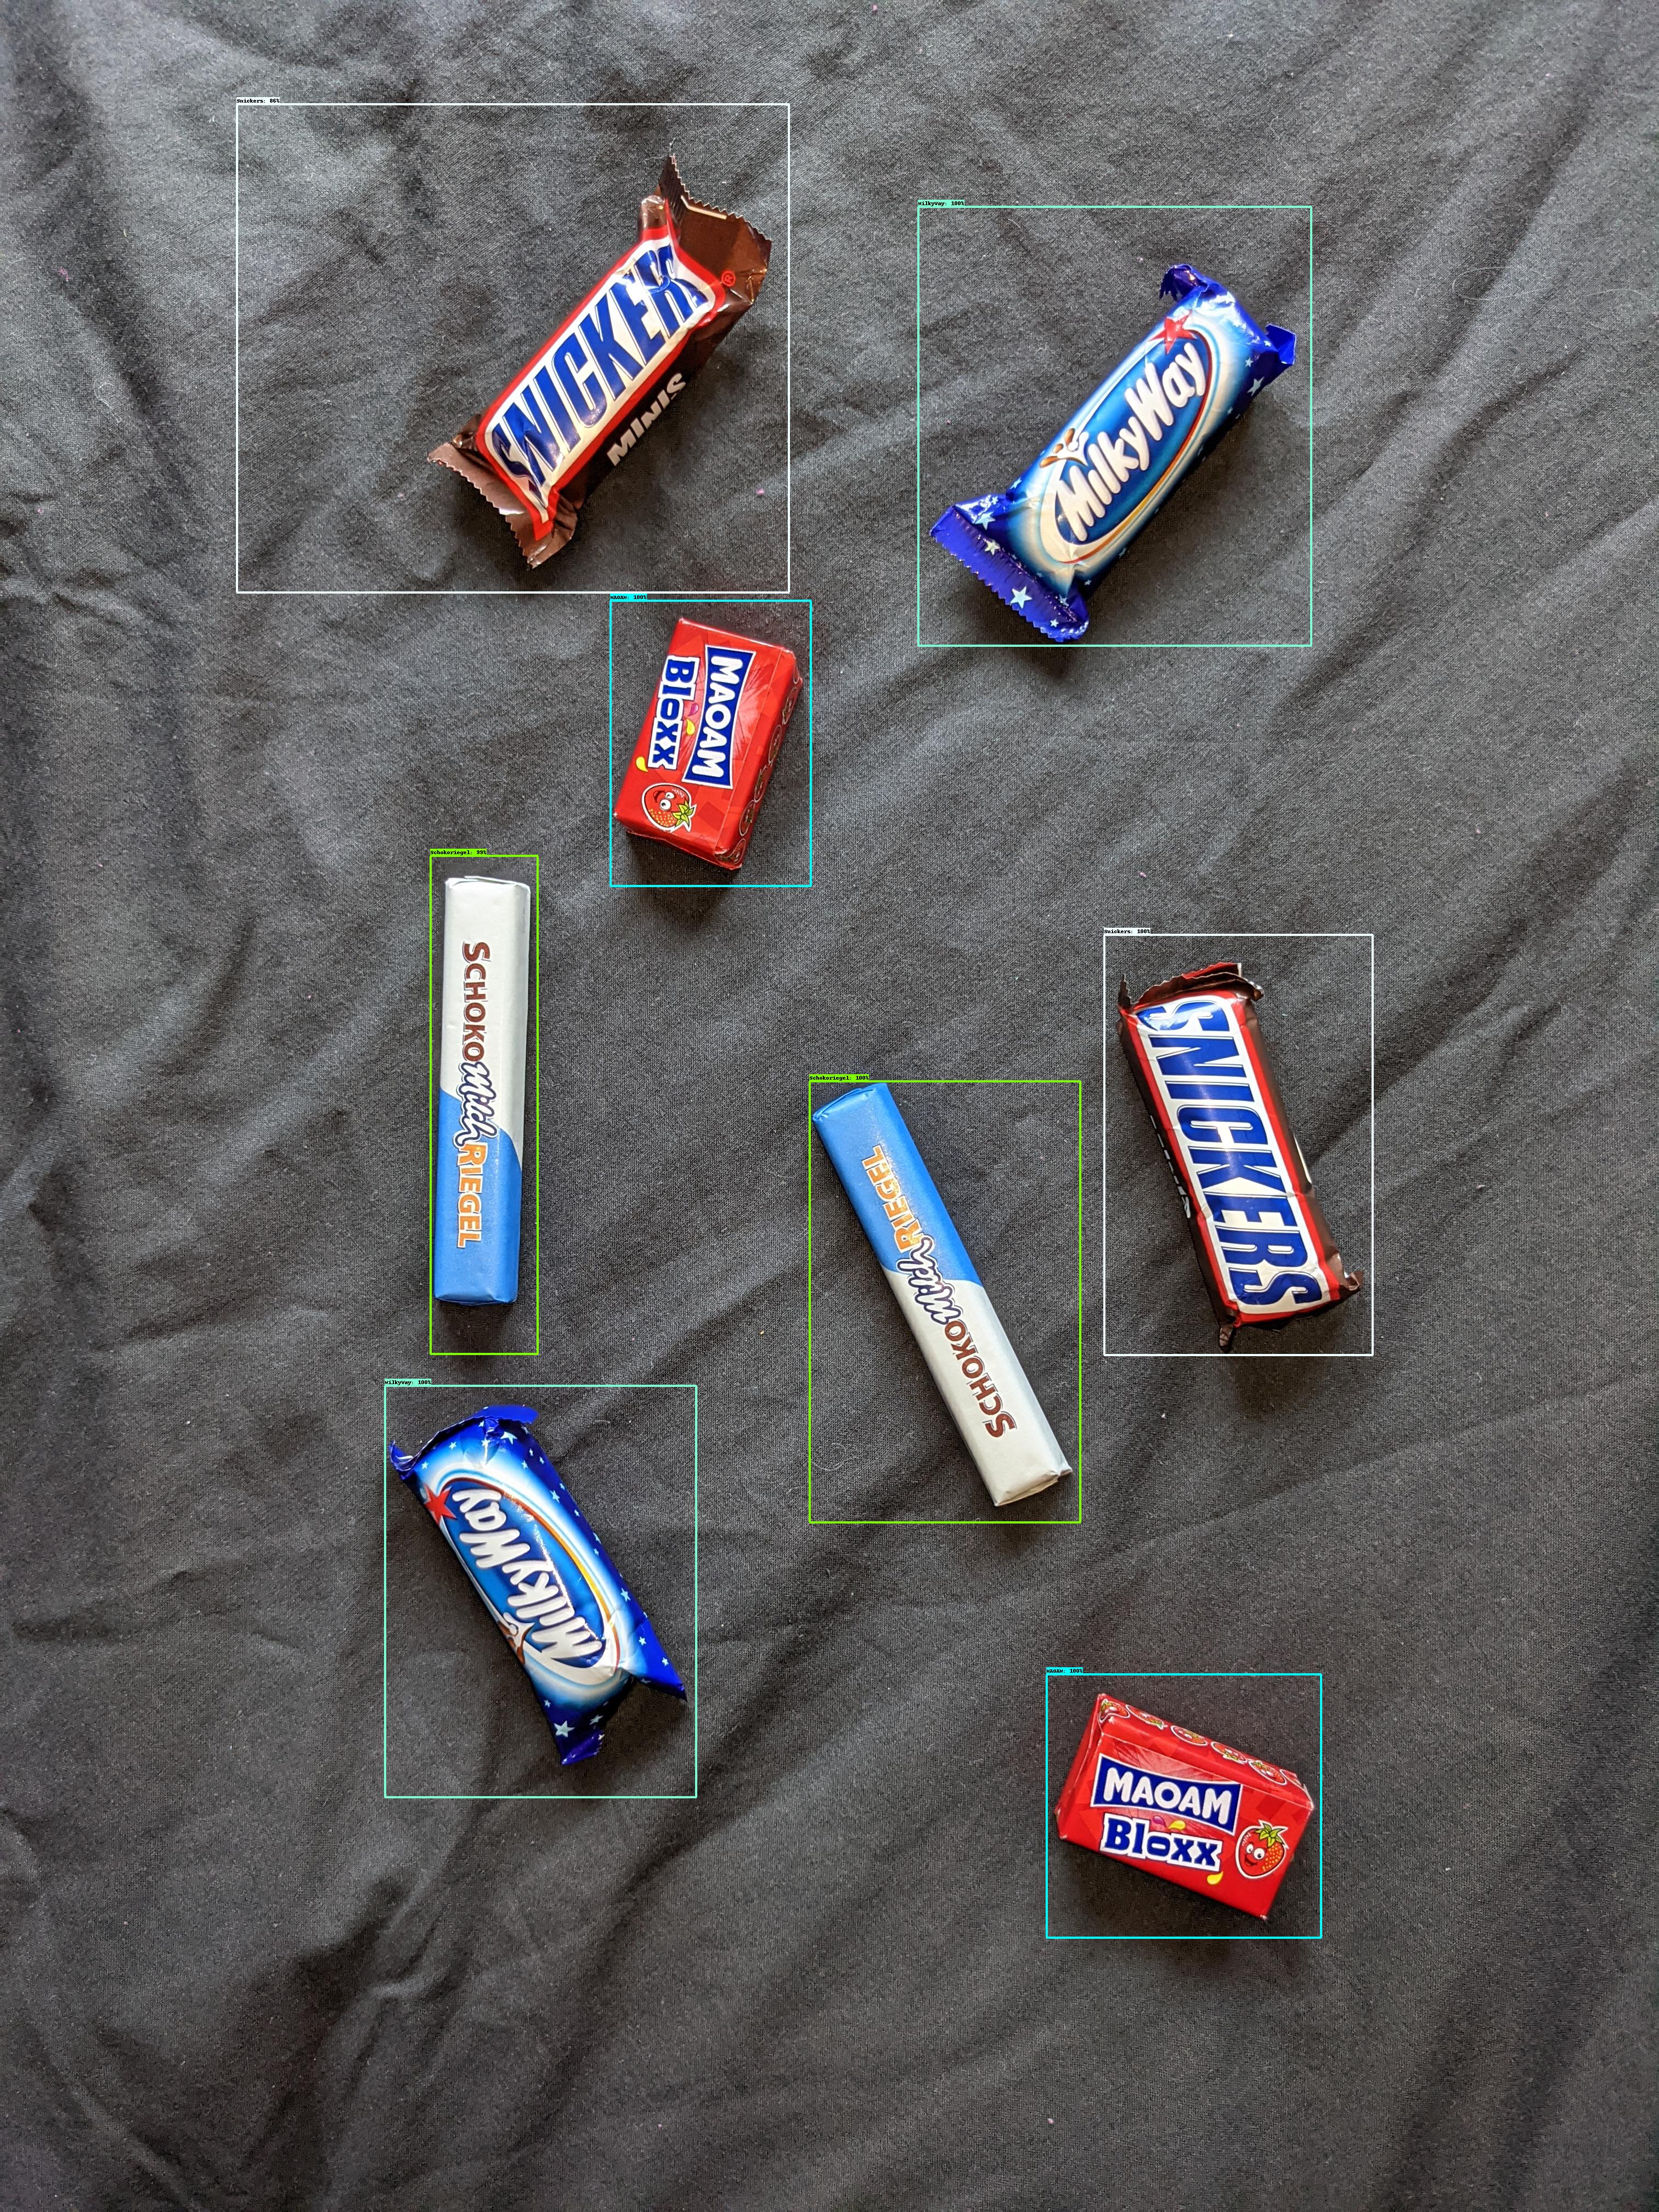 Snickers: 86%
SNICKERS
®
MINIS
milkyway: 100%
MilkyWay
MAOAM: 100%
MAOAM
Bloxx
Schokoriegel: 99%
SCHOKOMilchRIEGEL
Snickers: 100%
SNICKERS
Schokoriegel: 100%
SCHOKOMilchRIEGEL
milkyway: 100%
MilkyWay
MAOAM: 100%
MAOAM
Bloxx